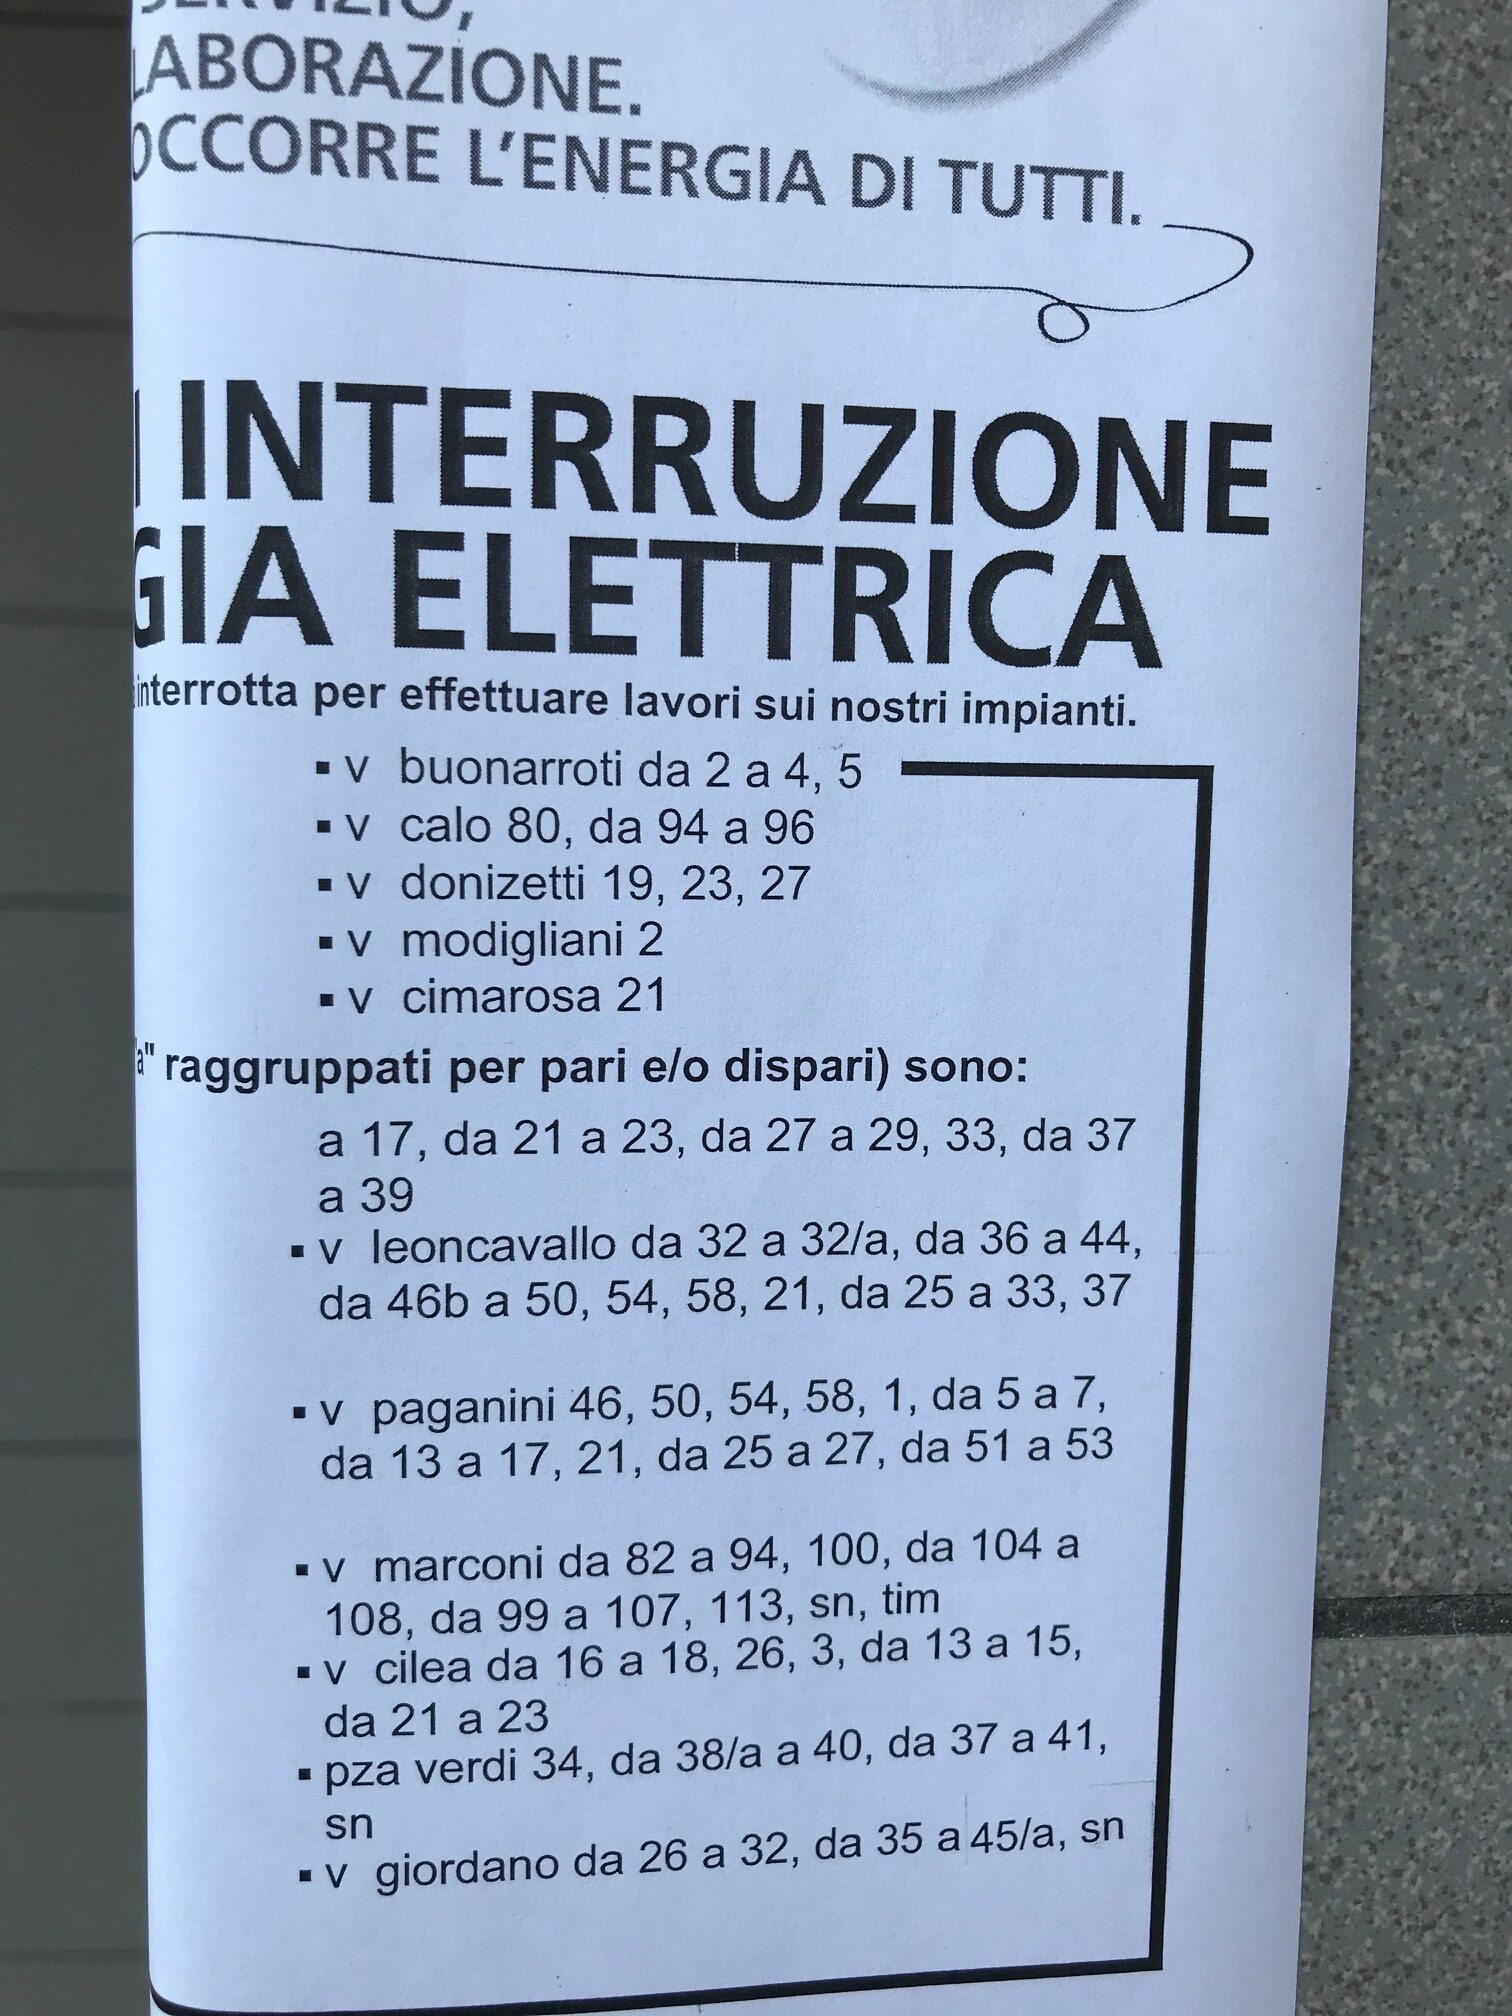 SERVIZIO,
LABORAZIONE.
OCCORRE L'ENERGIA DI TUTTI.
I INTERRUZIONE
GIA ELETTRICA
interrotta per effettuare lavori sui nostri impianti.
▪ v buonarroti da 2 a 4, 5
▪ v calo 80, da 94 a 96
▪ v donizetti 19, 23, 27
▪ v modigliani 2
▪ v cimarosa 21
a" raggruppati per pari e/o dispari) sono:
a 17, da 21 a 23, da 27 a 29, 33, da 37
a 39
▪ v leoncavallo da 32 a 32/a, da 36 a 44,
da 46b a 50, 54, 58, 21, da 25 a 33, 37
▪ v paganini 46, 50, 54, 58, 1, da 5 a 7,
da 13 a 17, 21, da 25 a 27, da 51 a 53
▪ v marconi da 82 a 94, 100, da 104 a
108, da 99 a 107, 113, sn, tim
▪ v cilea da 16 a 18, 26, 3, da 13 a 15,
da 21 a 23
▪ pza verdi 34, da 38/a a 40, da 37 a 41,
sn
▪ v giordano da 26 a 32, da 35 a 45/a, sn